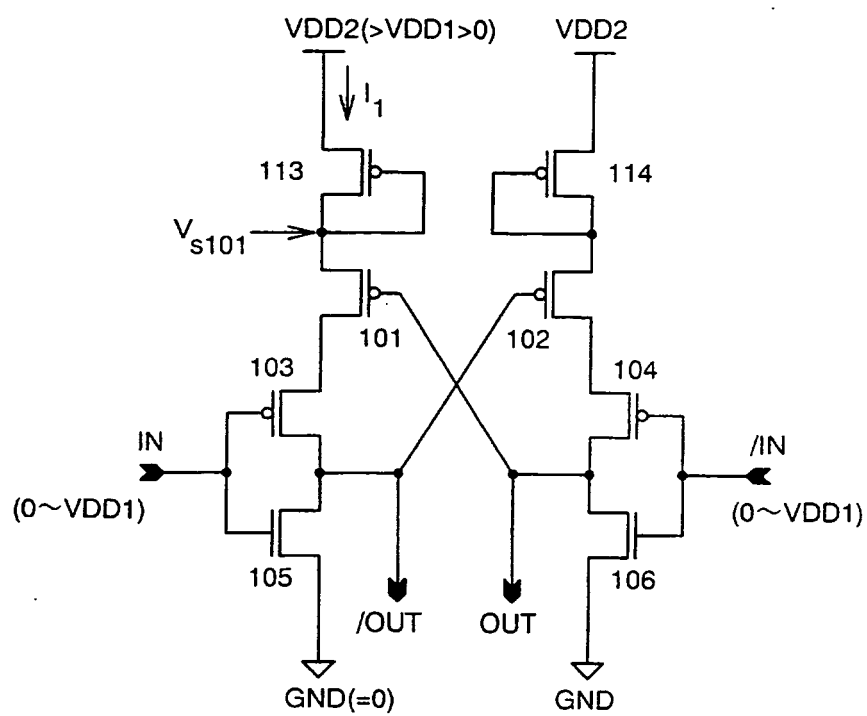 VDD2(>VDD1>0)
VDD2
I1
113
114
Vs101
101
102
103
104
IN
/IN
(0～VDD1)
(0～VDD1)
105
106
/OUT
OUT
GND(=0)
GND